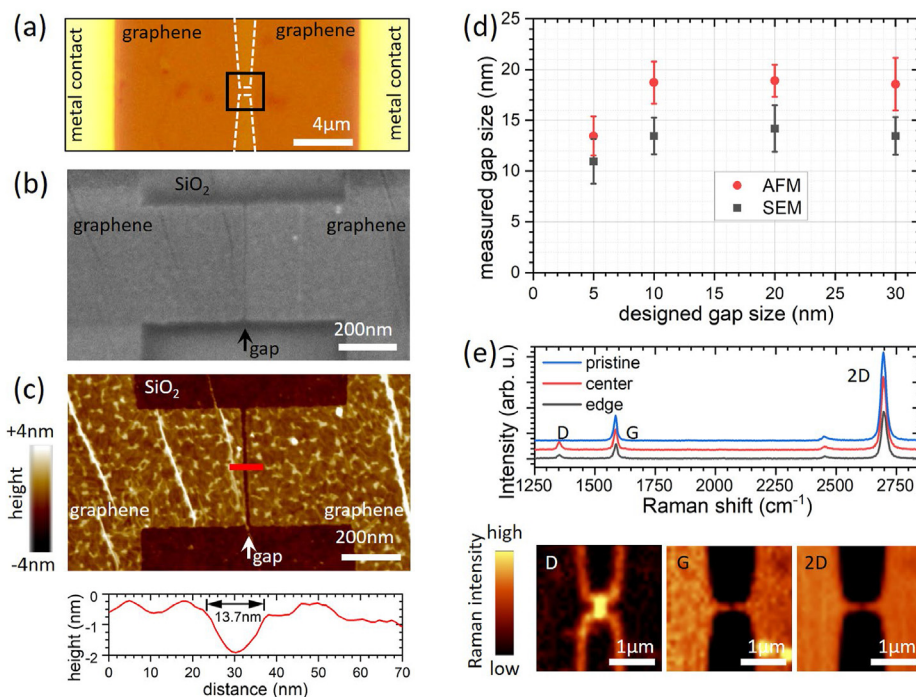 (a)
graphene
graphene
metal contact
metal contact
4μm
(b)
SiO₂
graphene
graphene
gap
200nm
(c)
SiO₂
+4nm
height
-4nm
graphene
graphene
gap
200nm
height (nm)
0
-1
-2
13.7nm
0 10 20 30 40 50 60 70
distance (nm)
(d)
measured gap size (nm)
25
20
15
10
5
0
AFM
SEM
0 5 10 15 20 25 30
designed gap size (nm)
(e)
Intensity (arb. u.)
pristine
center
edge
D
G
2D
1250 1500 1750 2000 2250 2500 2750
Raman shift (cm⁻¹)
Raman intensity
high
low
D
G
2D
1μm
1μm
1μm